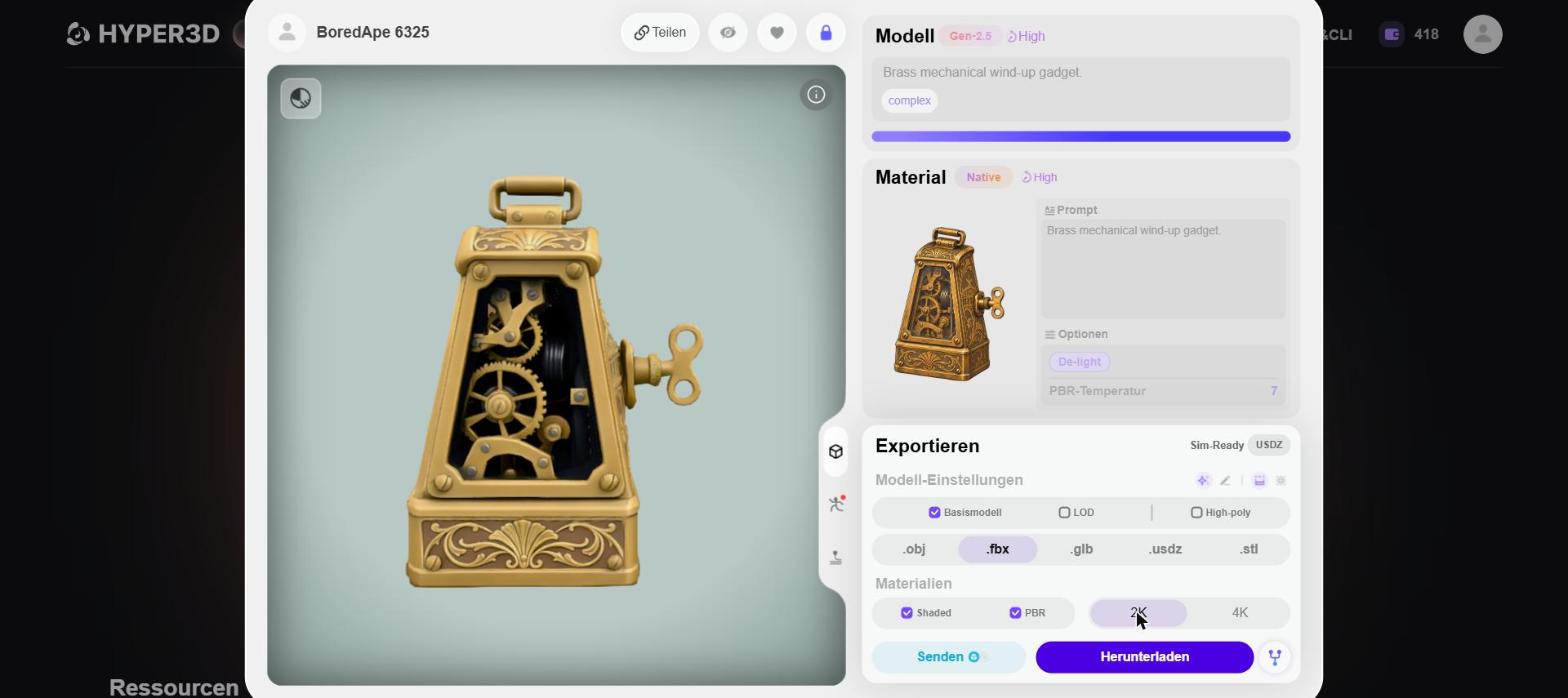 HYPER3D
BoredApe 6325
Teilen
Modell Gen-2.5 High
Brass mechanical wind-up gadget.
complex
&CLI 418
Material Native High
Prompt
Brass mechanical wind-up gadget.
Optionen
De-light
PBR-Temperatur 7
Exportieren Sim-Ready USDZ
Modell-Einstellungen
Basismodell LOD High-poly
.obj .fbx .glb .usdz .stl
Materialien
Shaded PBR 2K 4K
Senden Herunterladen
Ressourcen